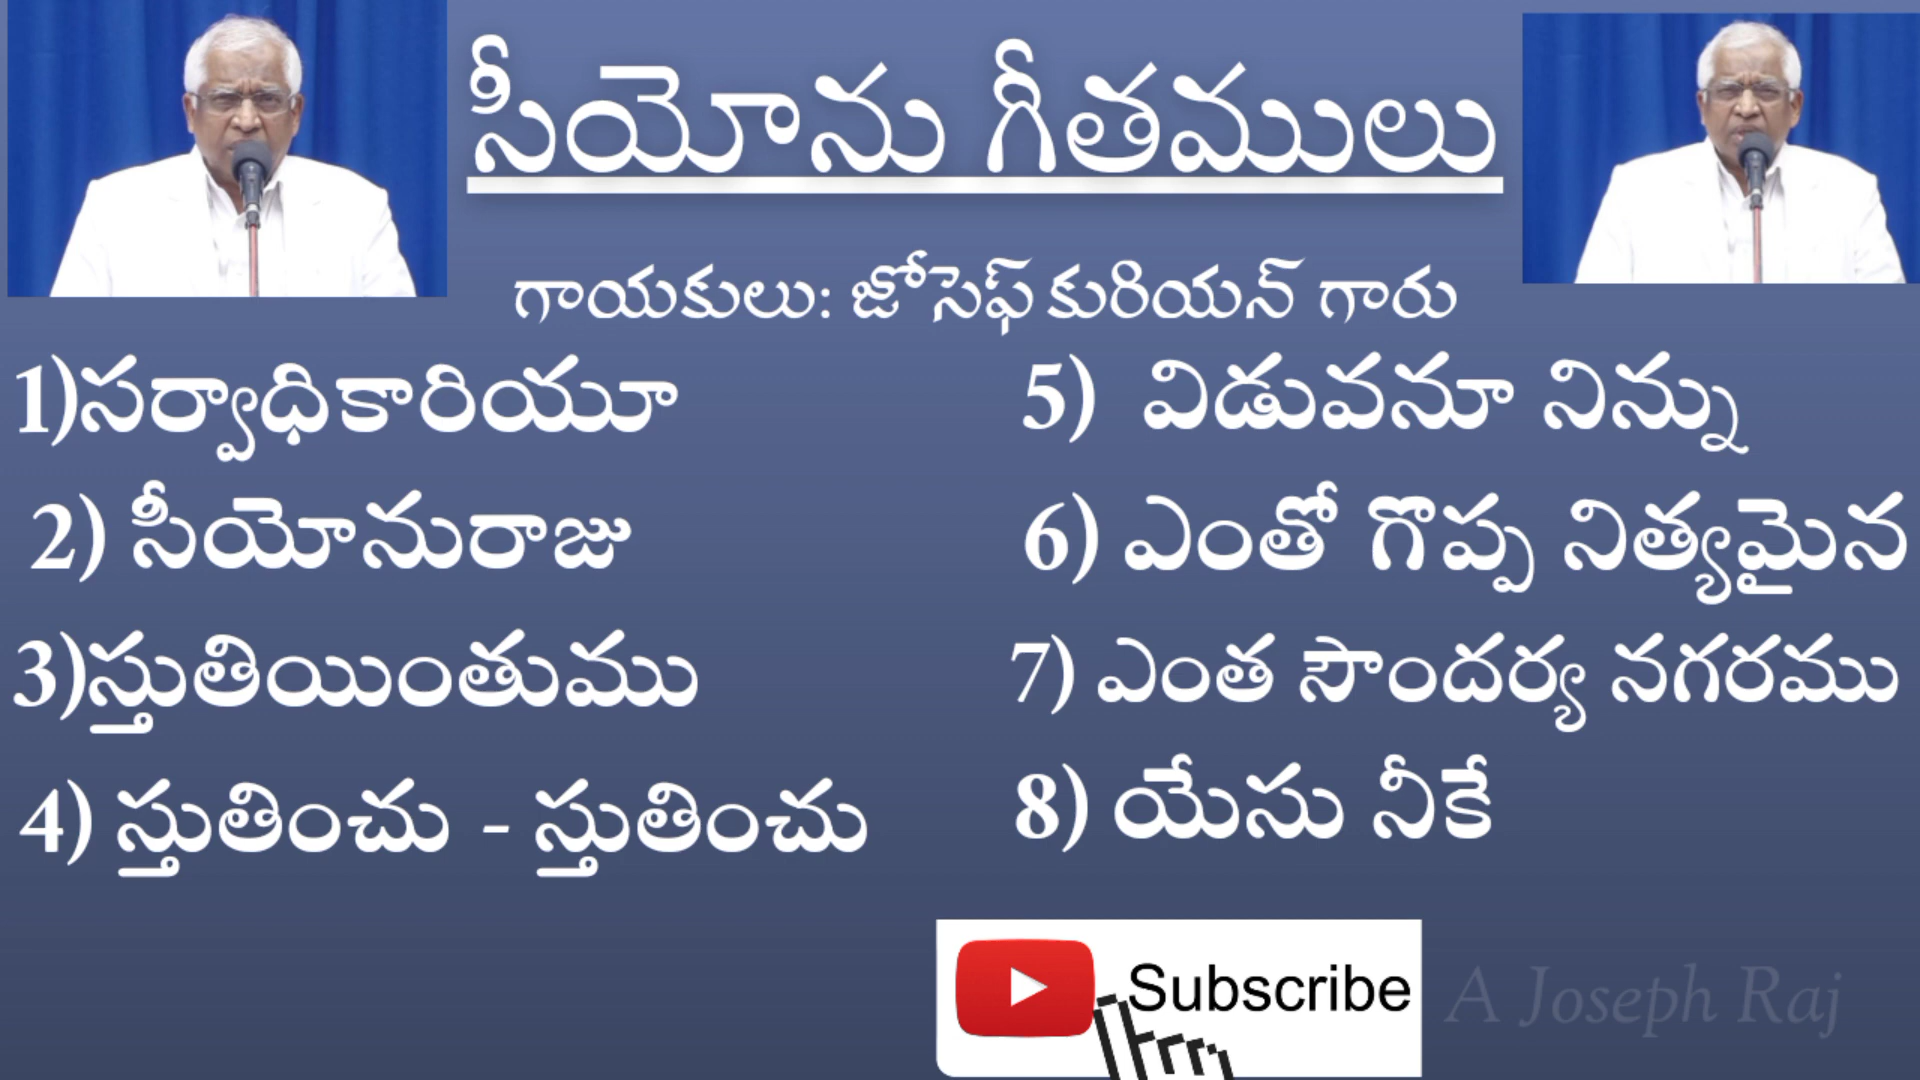 సీయోను గీతములు
గాయకులు: జోసెఫ్ కురియన్ గారు
1)సర్వాధికారియూ
2) సీయోనురాజు
3)స్తుతియింతుము
4) స్తుతించు - స్తుతించు
5) విడువనూ నిన్ను
6) ఎంతో గొప్ప నిత్యమైన
7) ఎంత సౌందర్య నగరము
8) యేసు నీకే
Subscribe
A Joseph Raj